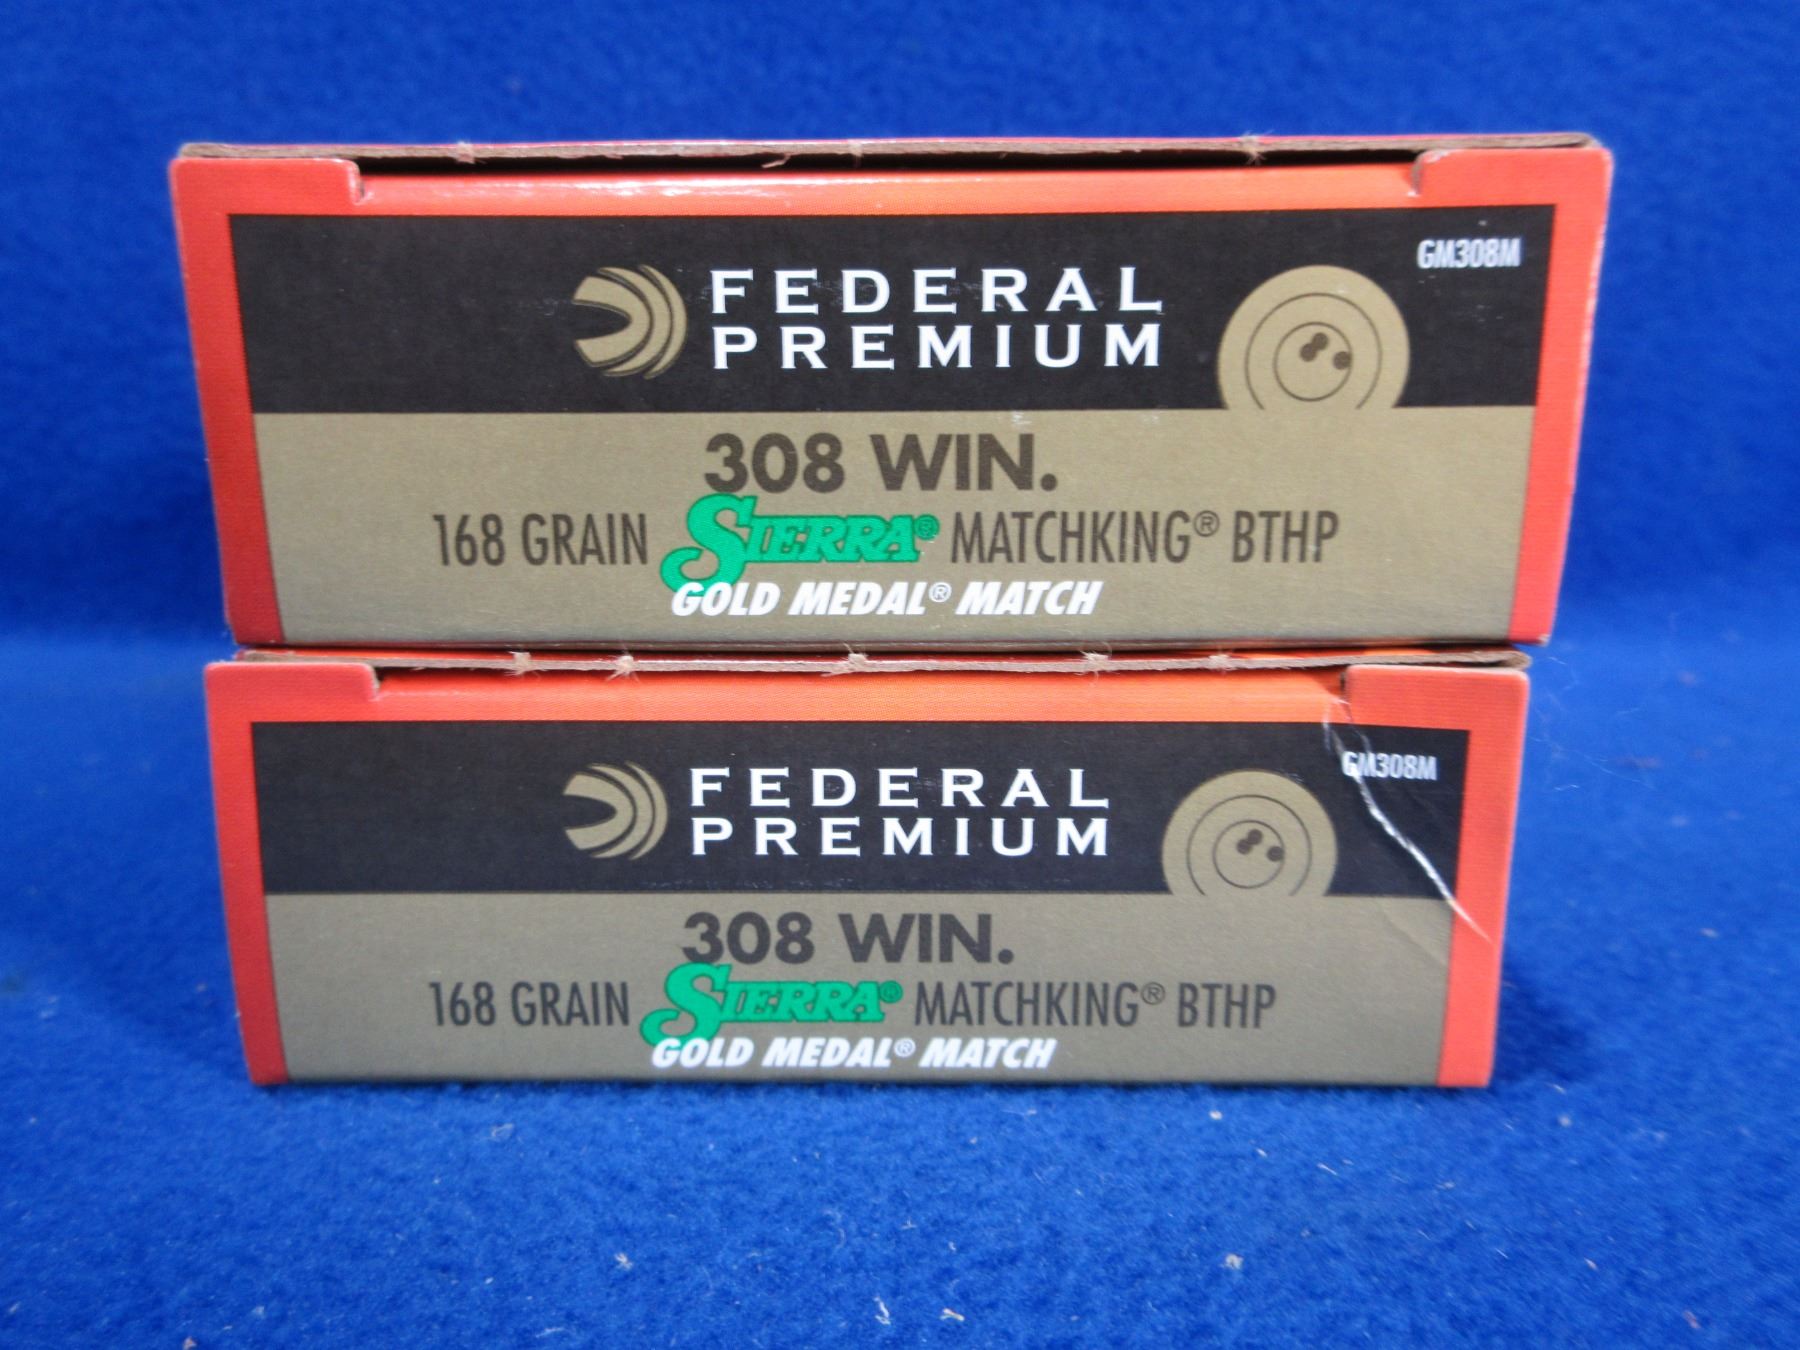 GM308M
FEDERAL
PREMIUM
308 WIN.
168 GRAIN SIERRA® MATCHKING® BTHP
GOLD MEDAL® MATCH
GM308M
FEDERAL
PREMIUM
308 WIN.
168 GRAIN SIERRA® MATCHKING® BTHP
GOLD MEDAL® MATCH